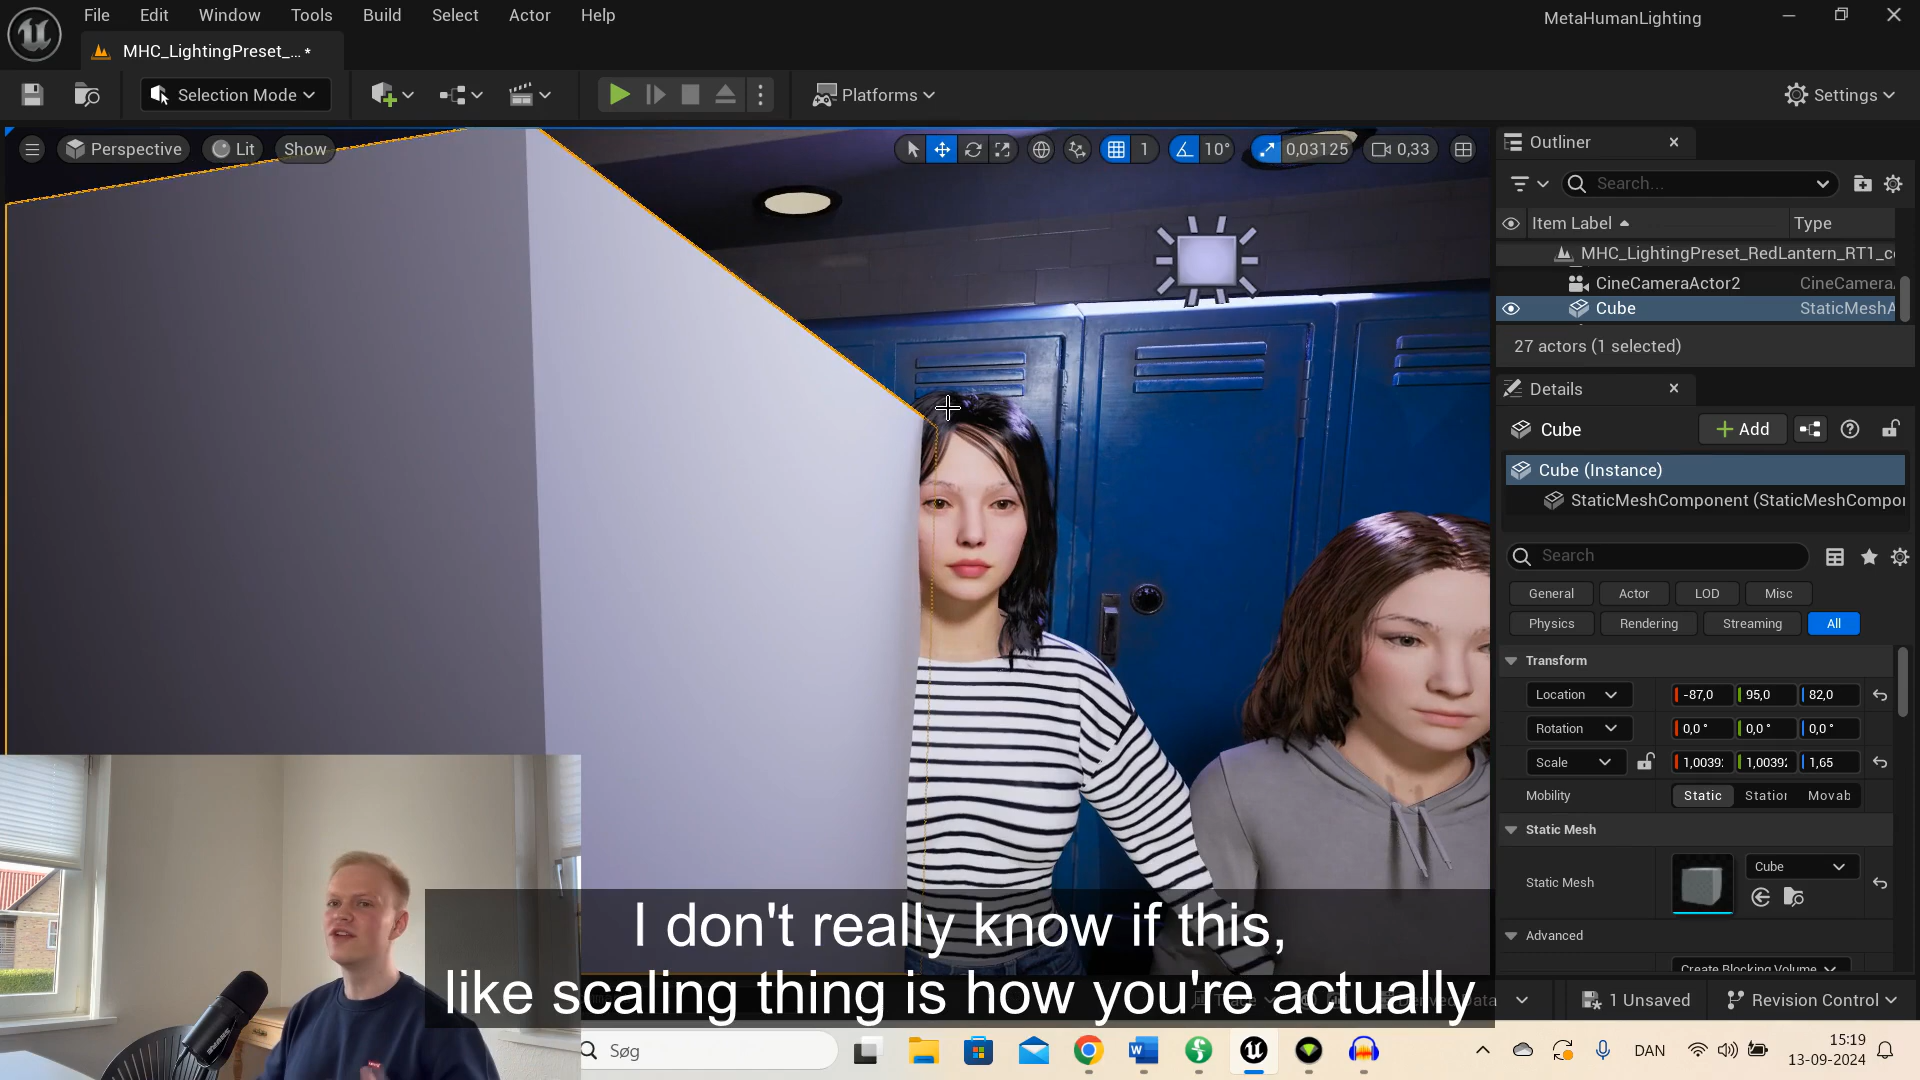 File Edit Window Tools Build Select Actor Help
MetaHumanLighting
MHC_LightingPreset_... •
Selection Mode
Platforms
Settings
Perspective Lit Show
1 10° 0,03125 0,33
Outliner
Search...
Item Label Type
MHC_LightingPreset_RedLantern_RT1_c
CineCameraActor2 CineCamera
Cube StaticMeshA
27 actors (1 selected)
Details
Cube
Add
Cube (Instance)
StaticMeshComponent (StaticMeshCompo
Search
General Actor LOD Misc
Physics Rendering Streaming All
Transform
Location -87,0 95,0 82,0
Rotation 0,0 ° 0,0 ° 0,0 °
Scale 1,0039 1,0039 1,65
Mobility Static Station Movab
Static Mesh
Static Mesh Cube
Advanced
Create Blocking Volume
I don't really know if this,
like scaling thing is how you're actually
1 Unsaved Revision Control
Søg
DAN
15:19
13-09-2024